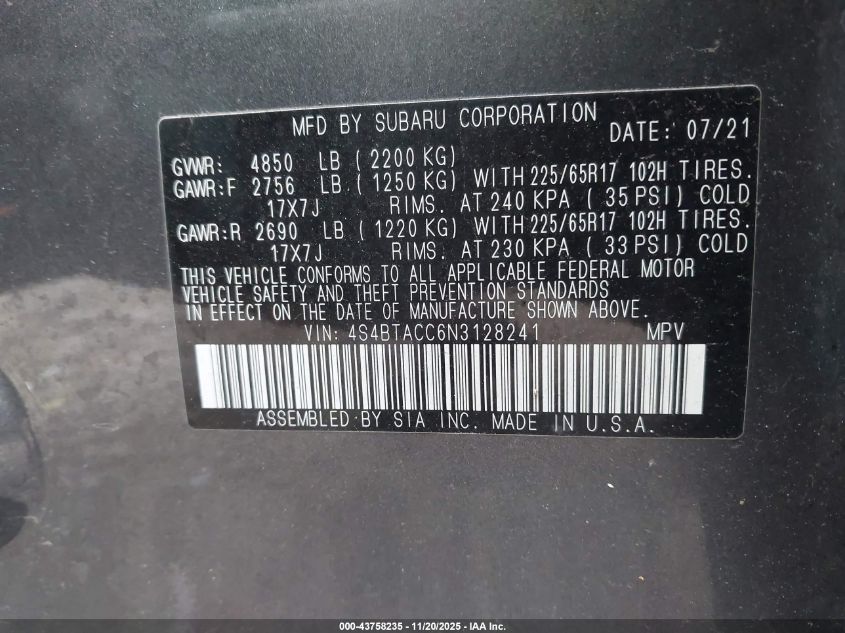 MFD BY SUBARU CORPORATION
DATE: 07/21
GVWR: 4850 LB ( 2200 KG)
GAWR:F 2756 LB ( 1250 KG) WITH 225/65R17 102H TIRES.
17X7J RIMS. AT 240 KPA ( 35 PSI) COLD
GAWR:R 2690 LB ( 1220 KG) WITH 225/65R17 102H TIRES.
17X7J RIMS. AT 230 KPA ( 33 PSI) COLD
THIS VEHICLE CONFORMS TO ALL APPLICABLE FEDERAL MOTOR
VEHICLE SAFETY AND THEFT PREVENTION STANDARDS
IN EFFECT ON THE DATE OF MANUFACTURE SHOWN ABOVE.
VIN: 4S4BTACC6N3128241 MPV
ASSEMBLED BY SIA INC. MADE IN U.S.A.
000-43758235 - 11/20/2025 - IAA Inc.